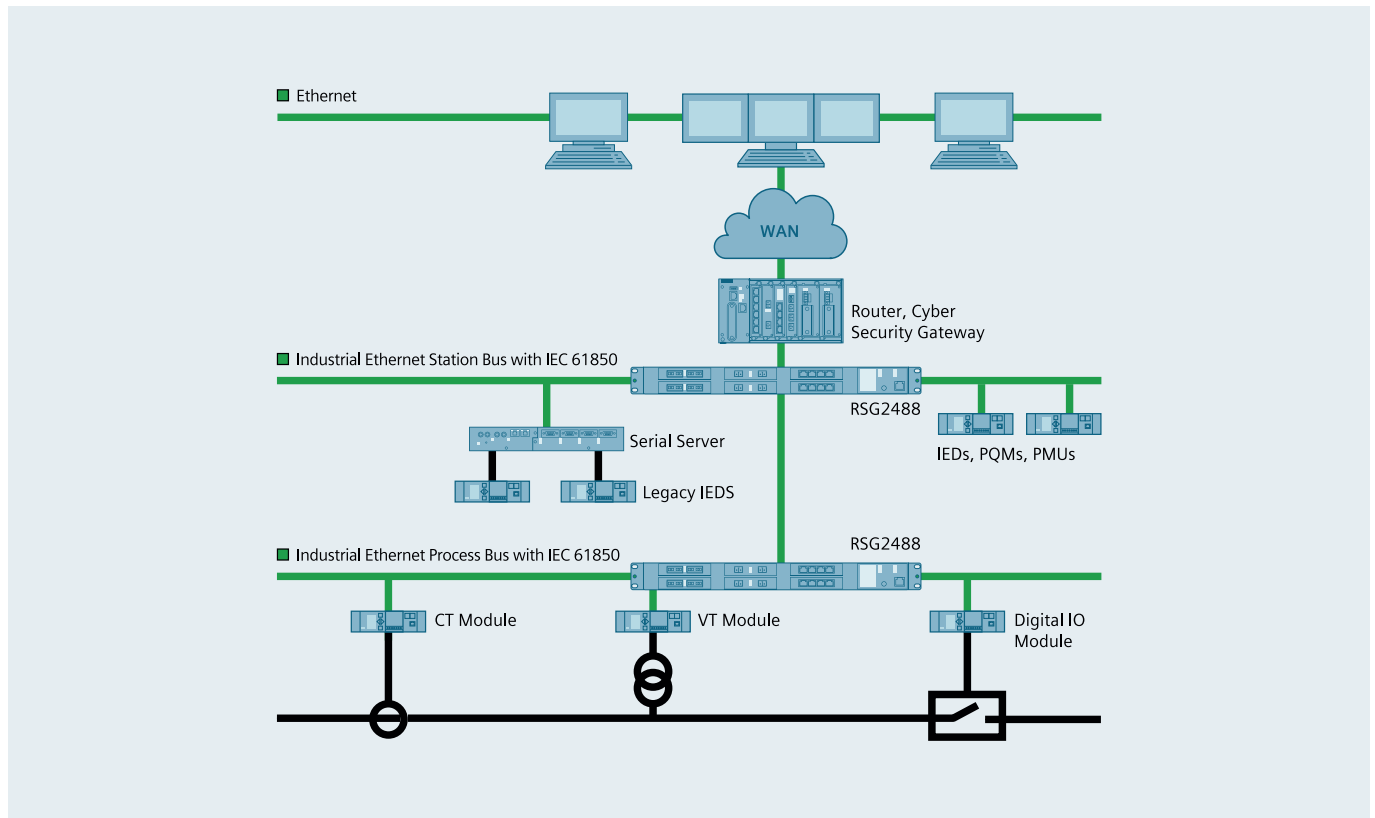 Ethernet
WAN
Router, Cyber
Security Gateway
Industrial Ethernet Station Bus with IEC 61850
RSG2488
Serial Server
IEDs, PQMs, PMUs
Legacy IEDS
RSG2488
Industrial Ethernet Process Bus with IEC 61850
CT Module
VT Module
Digital IO
Module